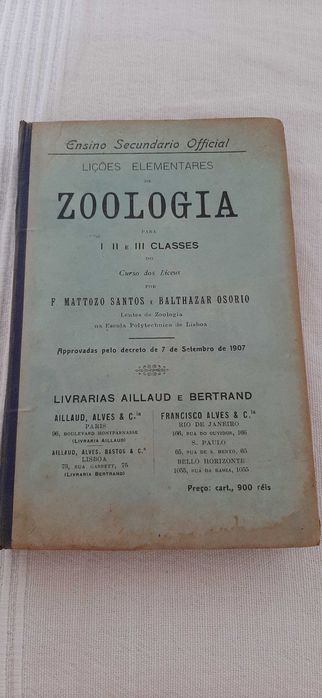 Ensino Secundario Official
LIÇÕES ELEMENTARES
DE
ZOOLOGIA
PARA
I II E III CLASSES
DO
Curso dos Liceus
POR
F MATTOZO SANTOS E BALTHAZAR OSORIO
Lentes de Zoologia
na Escola Polytechnica de Lisboa
Approvadas pelo decreto de 7 de Setembro de 1907
LIVRARIAS AILLAUD E BERTRAND
AILLAUD, ALVES & C.ia
PARIS
96, BOULEVARD MONTPARNASSE
(LIVRARIA AILLAUD)
AILLAUD, ALVES, BASTOS & C.a
LISBOA
73, RUA GARRETT, 75
(LIVRARIA BERTRAND)
FRANCISCO ALVES & C.ia
RIO DE JANEIRO
166, RUA DO OUVIDOR, 166
S. PAULO
65, RUA DE S. BENTO, 65
BELLO HORIZONTE
1055, RUA DA BAHIA, 1055
Preço: cart., 900 réis